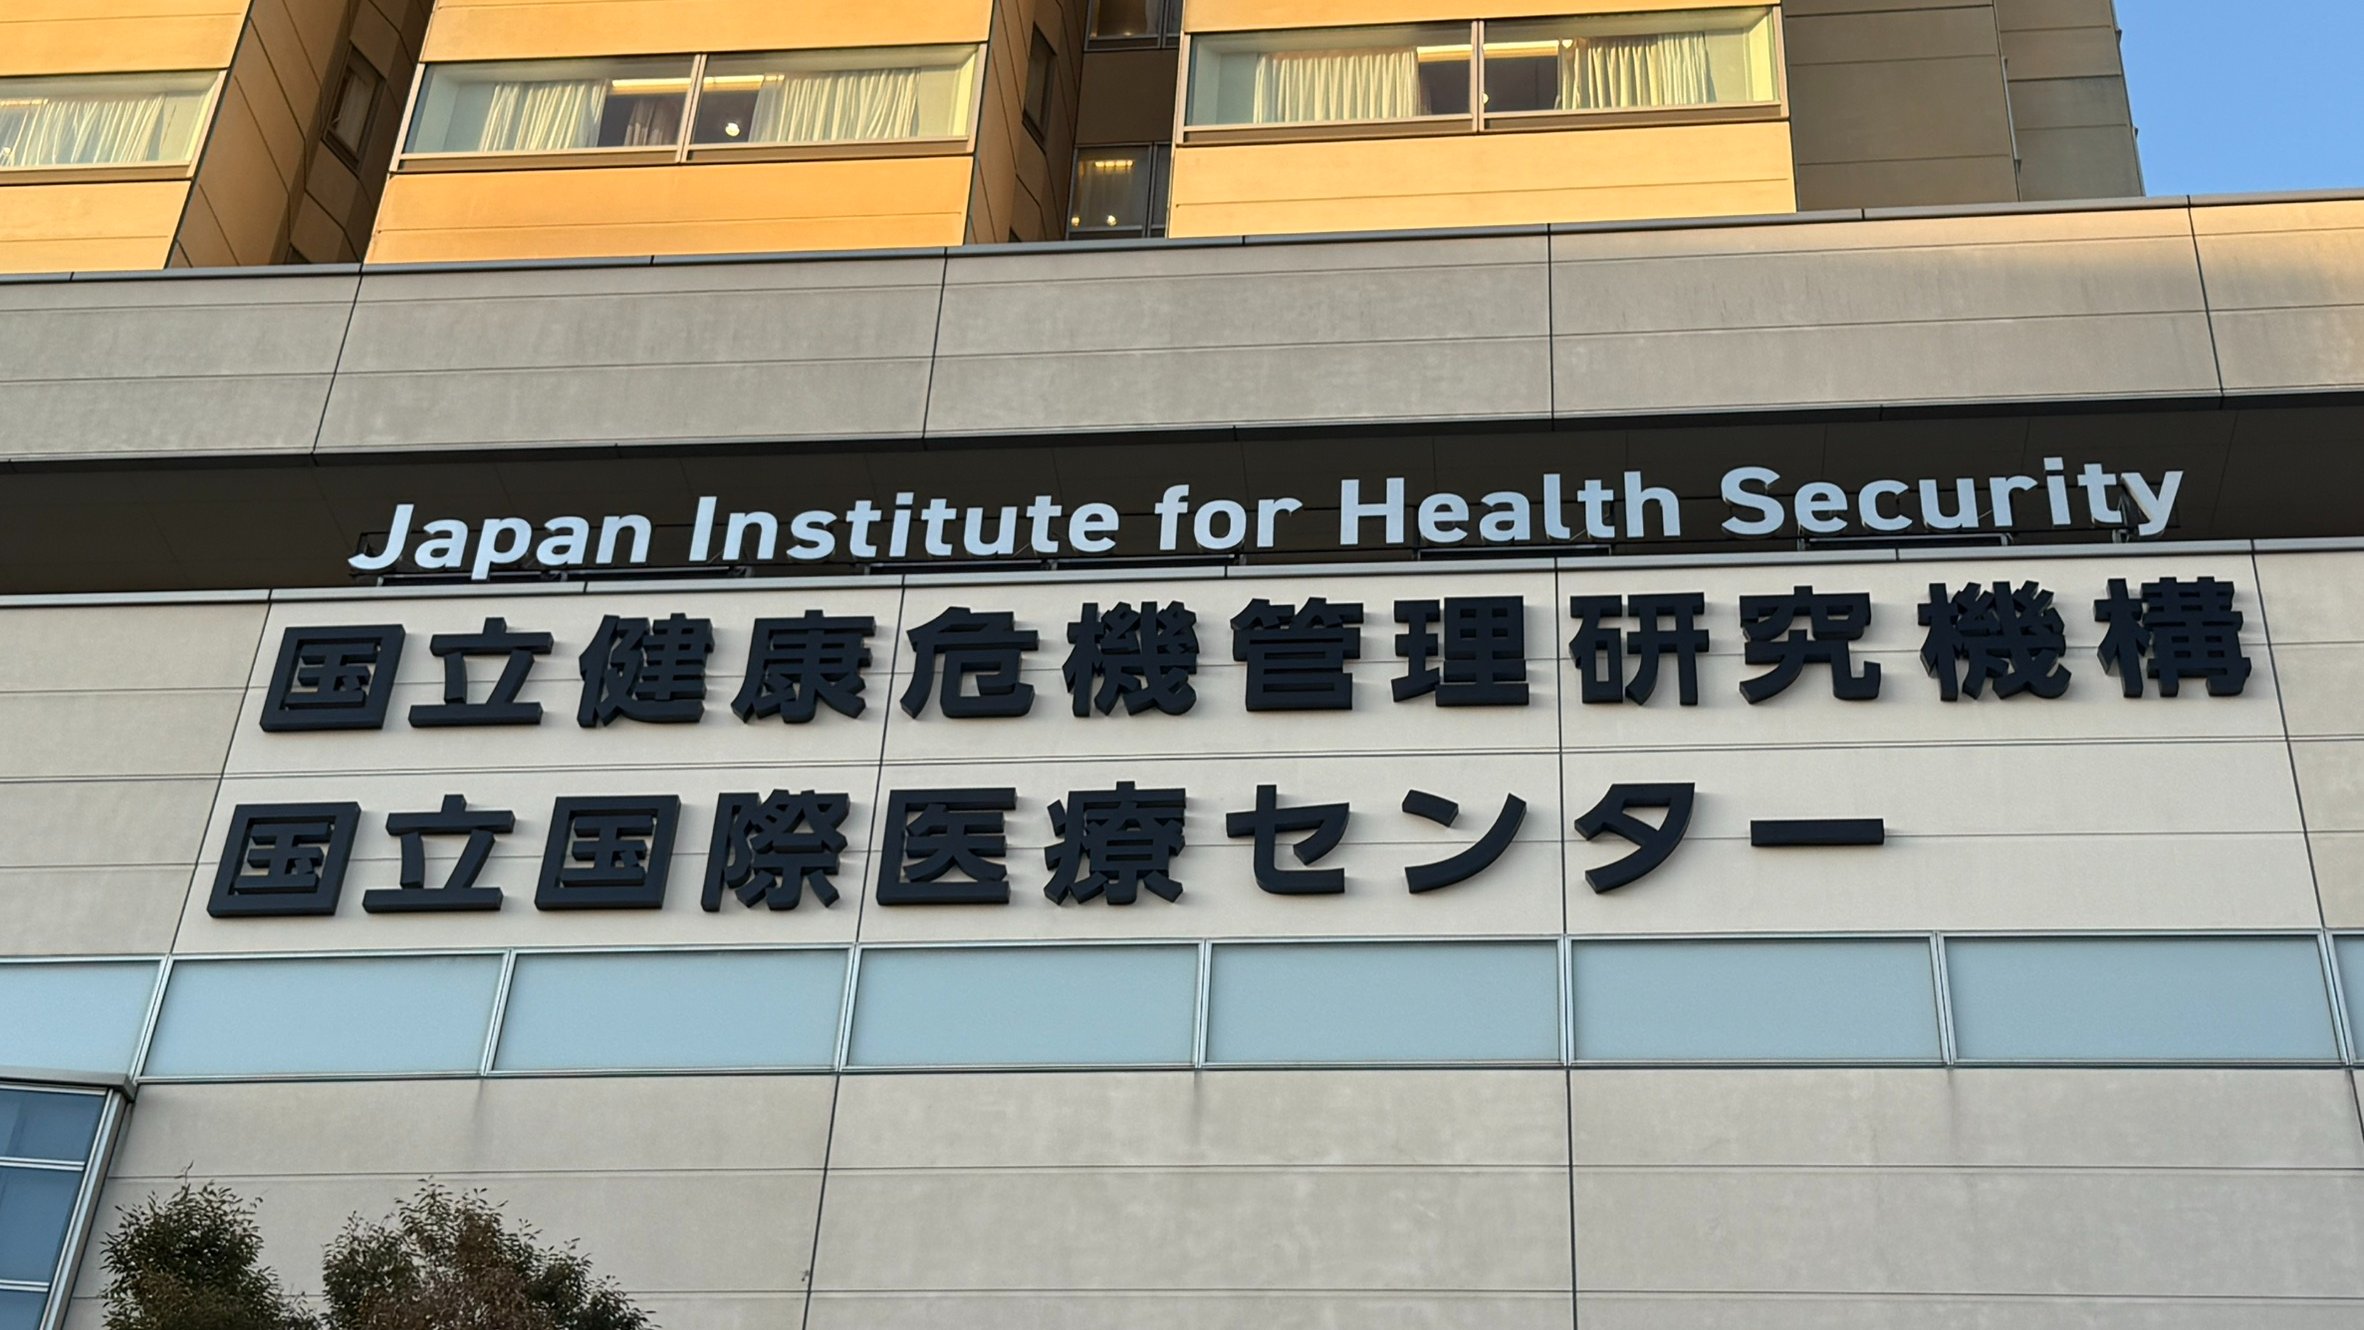 Japan Institute for Health Security
国立健康危機管理研究機構
国立国際医療センター